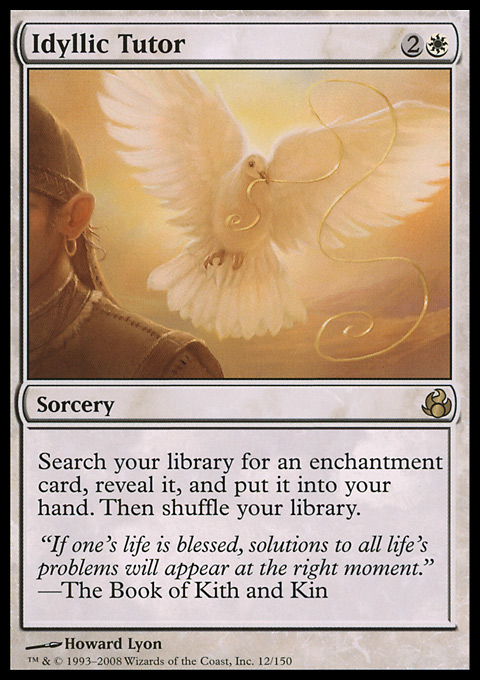 Idyllic Tutor 2
Sorcery
Search your library for an enchantment
card, reveal it, and put it into your
hand. Then shuffle your library.
“If one’s life is blessed, solutions to all life’s
problems will appear at the right moment.”
—The Book of Kith and Kin
Howard Lyon
™ & © 1993–2008 Wizards of the Coast, Inc. 12/150